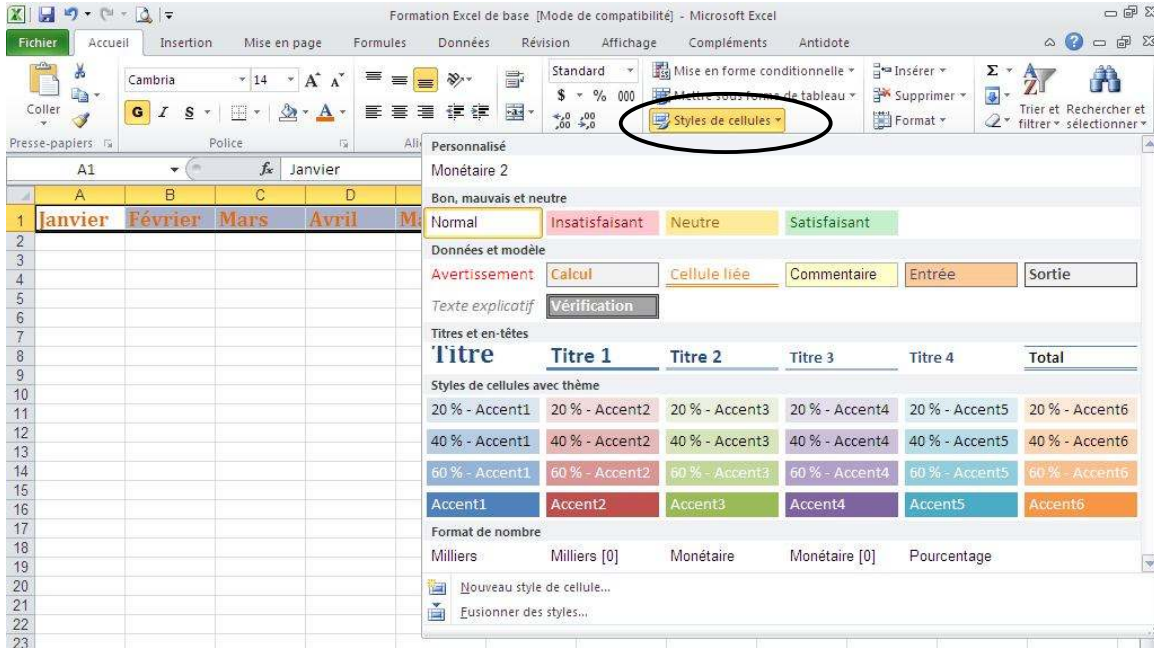 Formation Excel de base [Mode de compatibilité] - Microsoft Excel
Fichier Accueil Insertion Mise en page Formules Données Révision Affichage Compléments Antidote
Coller
Presse-papiers
Cambria 14 A A
G I S A
Police
Standard
$ % 000
,00 ,00
Mise en forme conditionnelle
Mettre sous forme de tableau
Styles de cellules
Insérer
Supprimer
Format
Σ
Trier et filtrer
Rechercher et sélectionner
A1 fx Janvier
A B C D
1 Janvier Février Mars Avril
2
3
4
5
6
7
8
9
10
11
12
13
14
15
16
17
18
19
20
21
22
23
Personnalisé
Monétaire 2
Bon, mauvais et neutre
Normal Insatisfaisant Neutre Satisfaisant
Données et modèle
Avertissement Calcul Cellule liée Commentaire Entrée Sortie
Texte explicatif Vérification
Titres et en-têtes
Titre Titre 1 Titre 2 Titre 3 Titre 4 Total
Styles de cellules avec thème
20 % - Accent1 20 % - Accent2 20 % - Accent3 20 % - Accent4 20 % - Accent5 20 % - Accent6
40 % - Accent1 40 % - Accent2 40 % - Accent3 40 % - Accent4 40 % - Accent5 40 % - Accent6
60 % - Accent1 60 % - Accent2 60 % - Accent3 60 % - Accent4 60 % - Accent5 60 % - Accent6
Accent1 Accent2 Accent3 Accent4 Accent5 Accent6
Format de nombre
Milliers Milliers [0] Monétaire Monétaire [0] Pourcentage
Nouveau style de cellule...
Fusionner des styles...